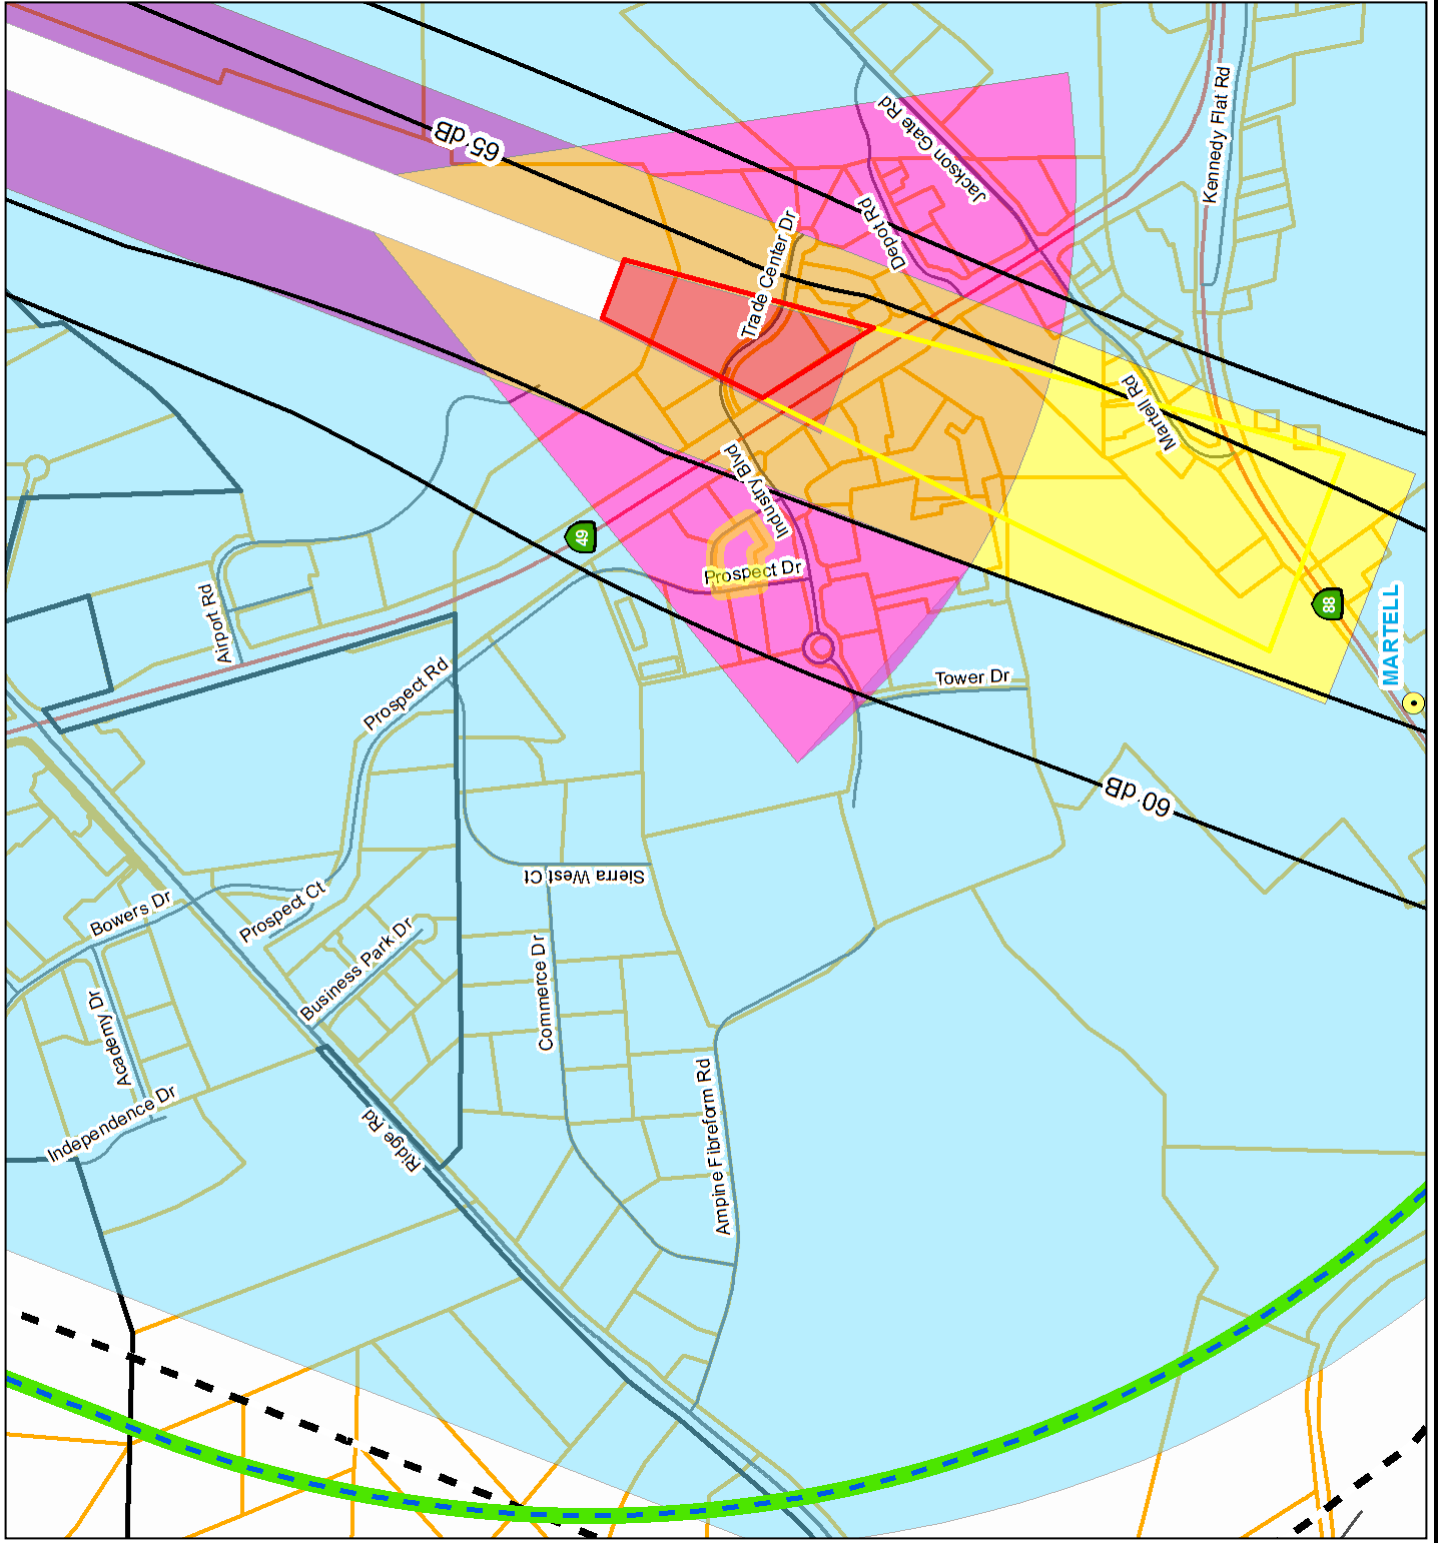 65 dB
Jackson Gate Rd
Kennedy Flat Rd
Depot Rd
Trade Center Dr
Martell Rd
Industry Blvd
49
Prospect Dr
Airport Rd
88
MARTELL
Tower Dr
Prospect Rd
60 dB
Sierra West Ct
Bowers Dr
Prospect Ct
Business Park Dr
Commerce Dr
Academy Dr
Independence Dr
Ridge Rd
Ampine Fibreform Rd